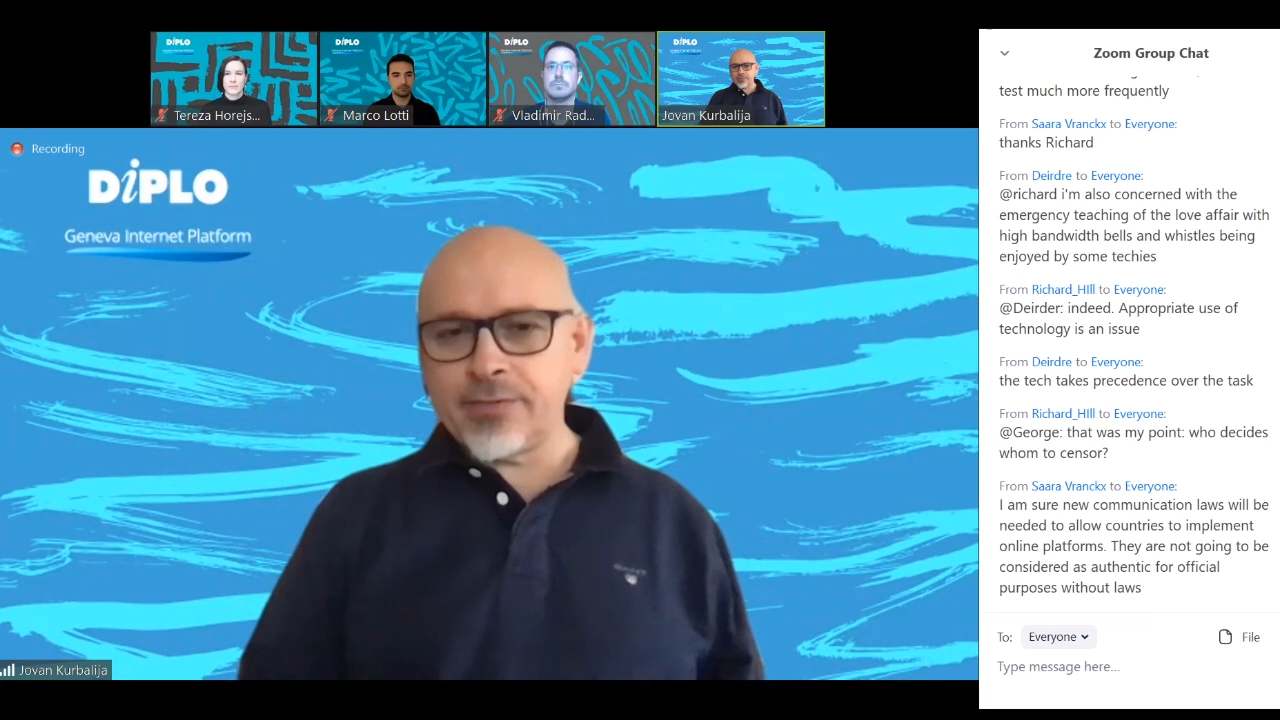 DiPLO
DiPLO
DiPLO
DiPLO
Tereza Horejs...
Marco Lotti
Vladimir Rad...
Jovan Kurbalija
Recording
DiPLO
Geneva Internet Platform
GANT
Jovan Kurbalija
Zoom Group Chat
test much more frequently
From Saara Vranckx to Everyone:
thanks Richard
From Deirdre to Everyone:
@richard i'm also concerned with the
emergency teaching of the love affair with
high bandwidth bells and whistles being
enjoyed by some techies
From Richard_HIll to Everyone:
@Deirder: indeed. Appropriate use of
technology is an issue
From Deirdre to Everyone:
the tech takes precedence over the task
From Richard_HIll to Everyone:
@George: that was my point: who decides
whom to censor?
From Saara Vranckx to Everyone:
I am sure new communication laws will be
needed to allow countries to implement
online platforms. They are not going to be
considered as authentic for official
purposes without laws
To: Everyone
File
Type message here...